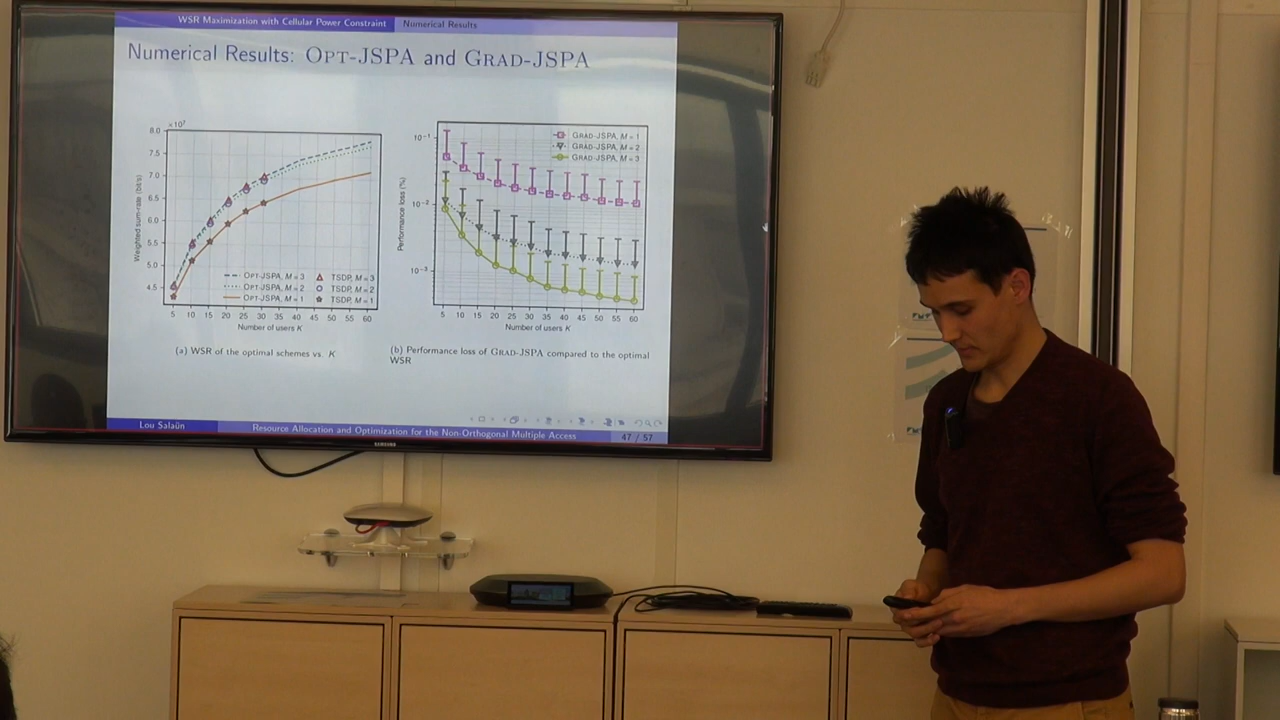 WSR Maximization with Cellular Power Constraint Numerical Results
Numerical Results: OPT-JSPA and GRAD-JSPA
×10⁷
8.0
7.5
7.0
6.5
6.0
5.5
5.0
4.5
Weighted sum-rate (bit/s)
OPT-JSPA, M = 3
OPT-JSPA, M = 2
OPT-JSPA, M = 1
TSDP, M = 3
TSDP, M = 2
TSDP, M = 1
5 10 15 20 25 30 35 40 45 50 55 60
Number of users K
(a) WSR of the optimal schemes vs. K
10⁻¹
10⁻²
10⁻³
Performance loss (%)
GRAD-JSPA, M = 1
GRAD-JSPA, M = 2
GRAD-JSPA, M = 3
5 10 15 20 25 30 35 40 45 50 55 60
Number of users K
(b) Performance loss of GRAD-JSPA compared to the optimal
WSR
Lou Salaün Resource Allocation and Optimization for the Non-Orthogonal Multiple Access 47 / 57
SAMSUNG